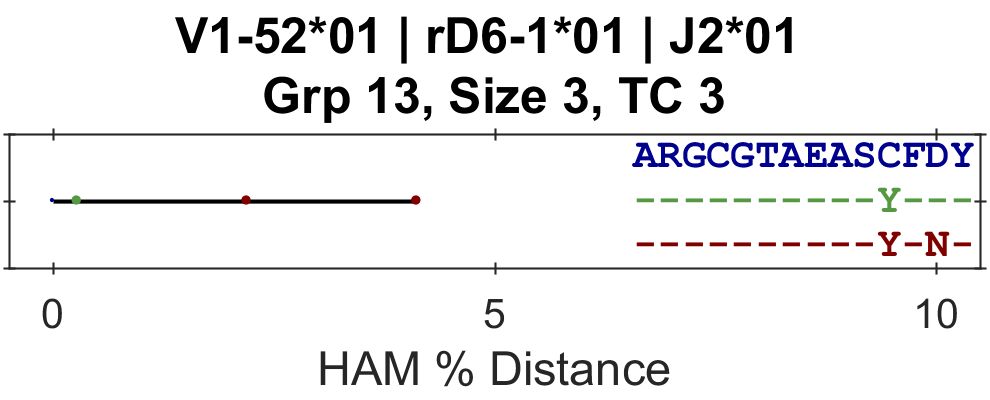 V1-52*01 | rD6-1*01 | J2*01
Grp 13, Size 3, TC 3
ARGCGTAEASCFDY
----------Y---
----------Y-N-
0 5 10
HAM % Distance